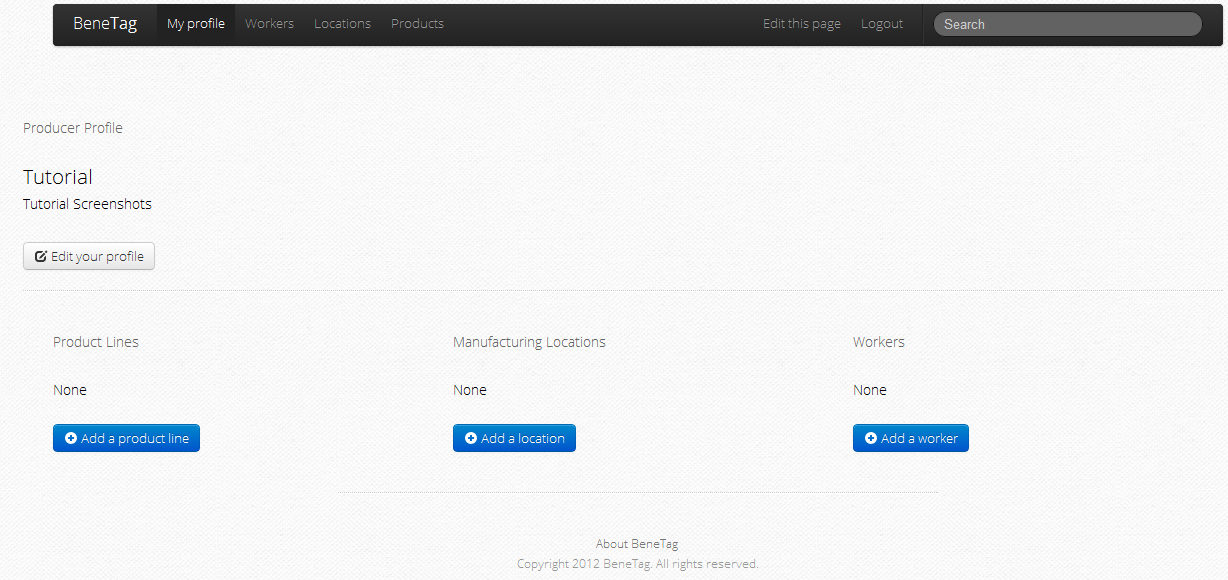 BeneTag My profile Workers Locations Products Edit this page Logout Search
Producer Profile
Tutorial
Tutorial Screenshots
Edit your profile
Product Lines Manufacturing Locations Workers
None None None
Add a product line Add a location Add a worker
About BeneTag
Copyright 2012 BeneTag. All rights reserved.